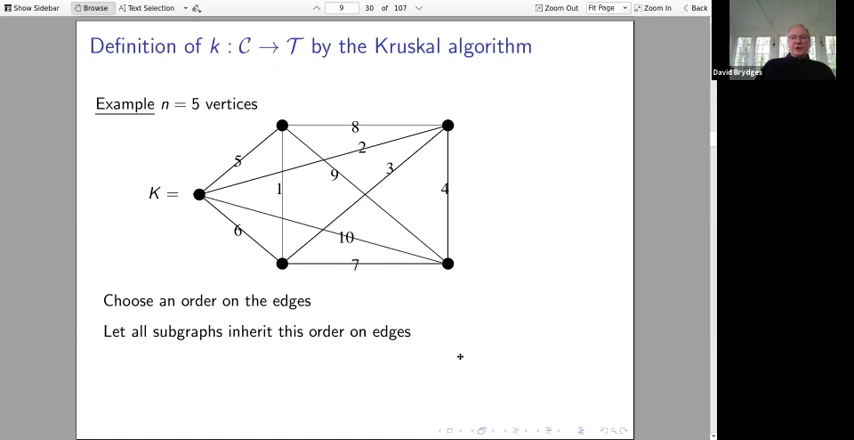 Show Sidebar Browse Text Selection 9 30 of 107 Zoom Out Fit Page Zoom In Back
David Brydges
Definition of k : C → T by the Kruskal algorithm
Example n = 5 vertices
8
2
5
9
3
K =
1
4
6
10
7
Choose an order on the edges
Let all subgraphs inherit this order on edges